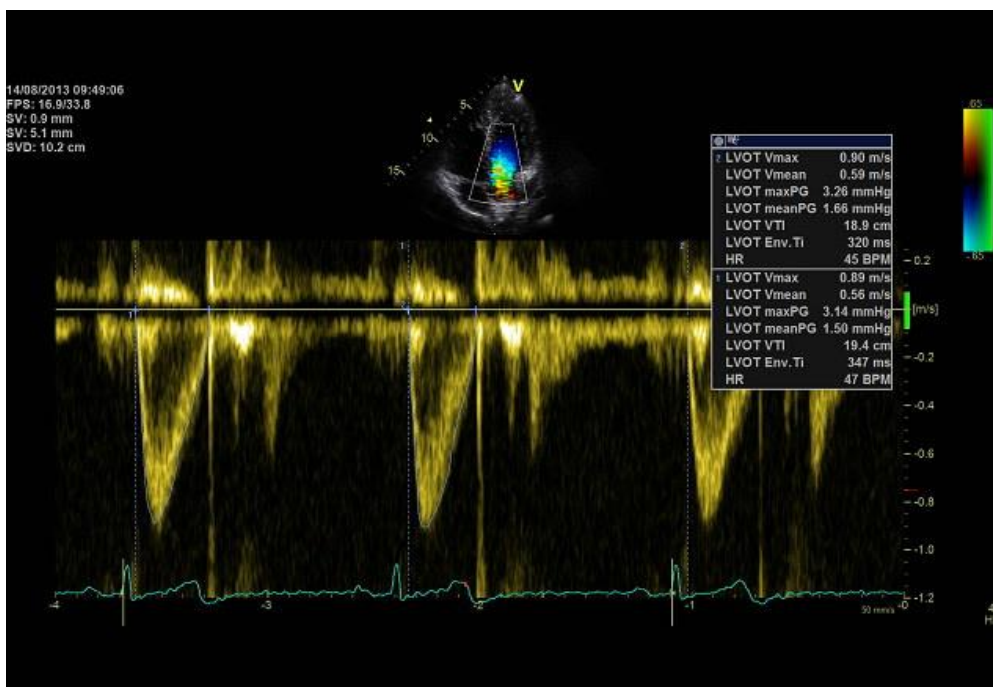 14/08/2013 09:49:06
FPS: 16.9/33.8
SV: 0.9 mm
SV: 5.1 mm
SVD: 10.2 cm
V
5
10
15
.65
-.65
2 LVOT Vmax 0.90 m/s
LVOT Vmean 0.59 m/s
LVOT maxPG 3.26 mmHg
LVOT meanPG 1.66 mmHg
LVOT VTI 18.9 cm
LVOT Env.Ti 320 ms
HR 45 BPM
1 LVOT Vmax 0.89 m/s
LVOT Vmean 0.56 m/s
LVOT maxPG 3.14 mmHg
LVOT meanPG 1.50 mmHg
LVOT VTI 19.4 cm
LVOT Env.Ti 347 ms
HR 47 BPM
0.2
[m/s]
-0.2
-0.4
-0.6
-0.8
-1.0
-1.2
1
2
1
2
-4
-3
-2
-1
-0
50 mm/s